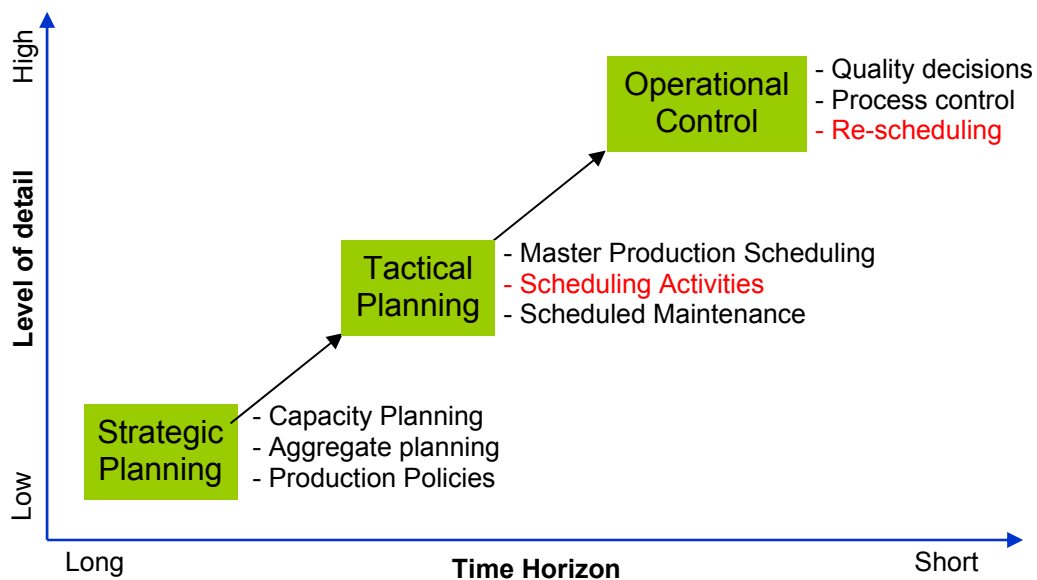 High
Operational
Control
- Quality decisions
- Process control
- Re-scheduling
Level of detail
Tactical
Planning
- Master Production Scheduling
- Scheduling Activities
- Scheduled Maintenance
Strategic
Planning
- Capacity Planning
- Aggregate planning
- Production Policies
Low
Long
Time Horizon
Short